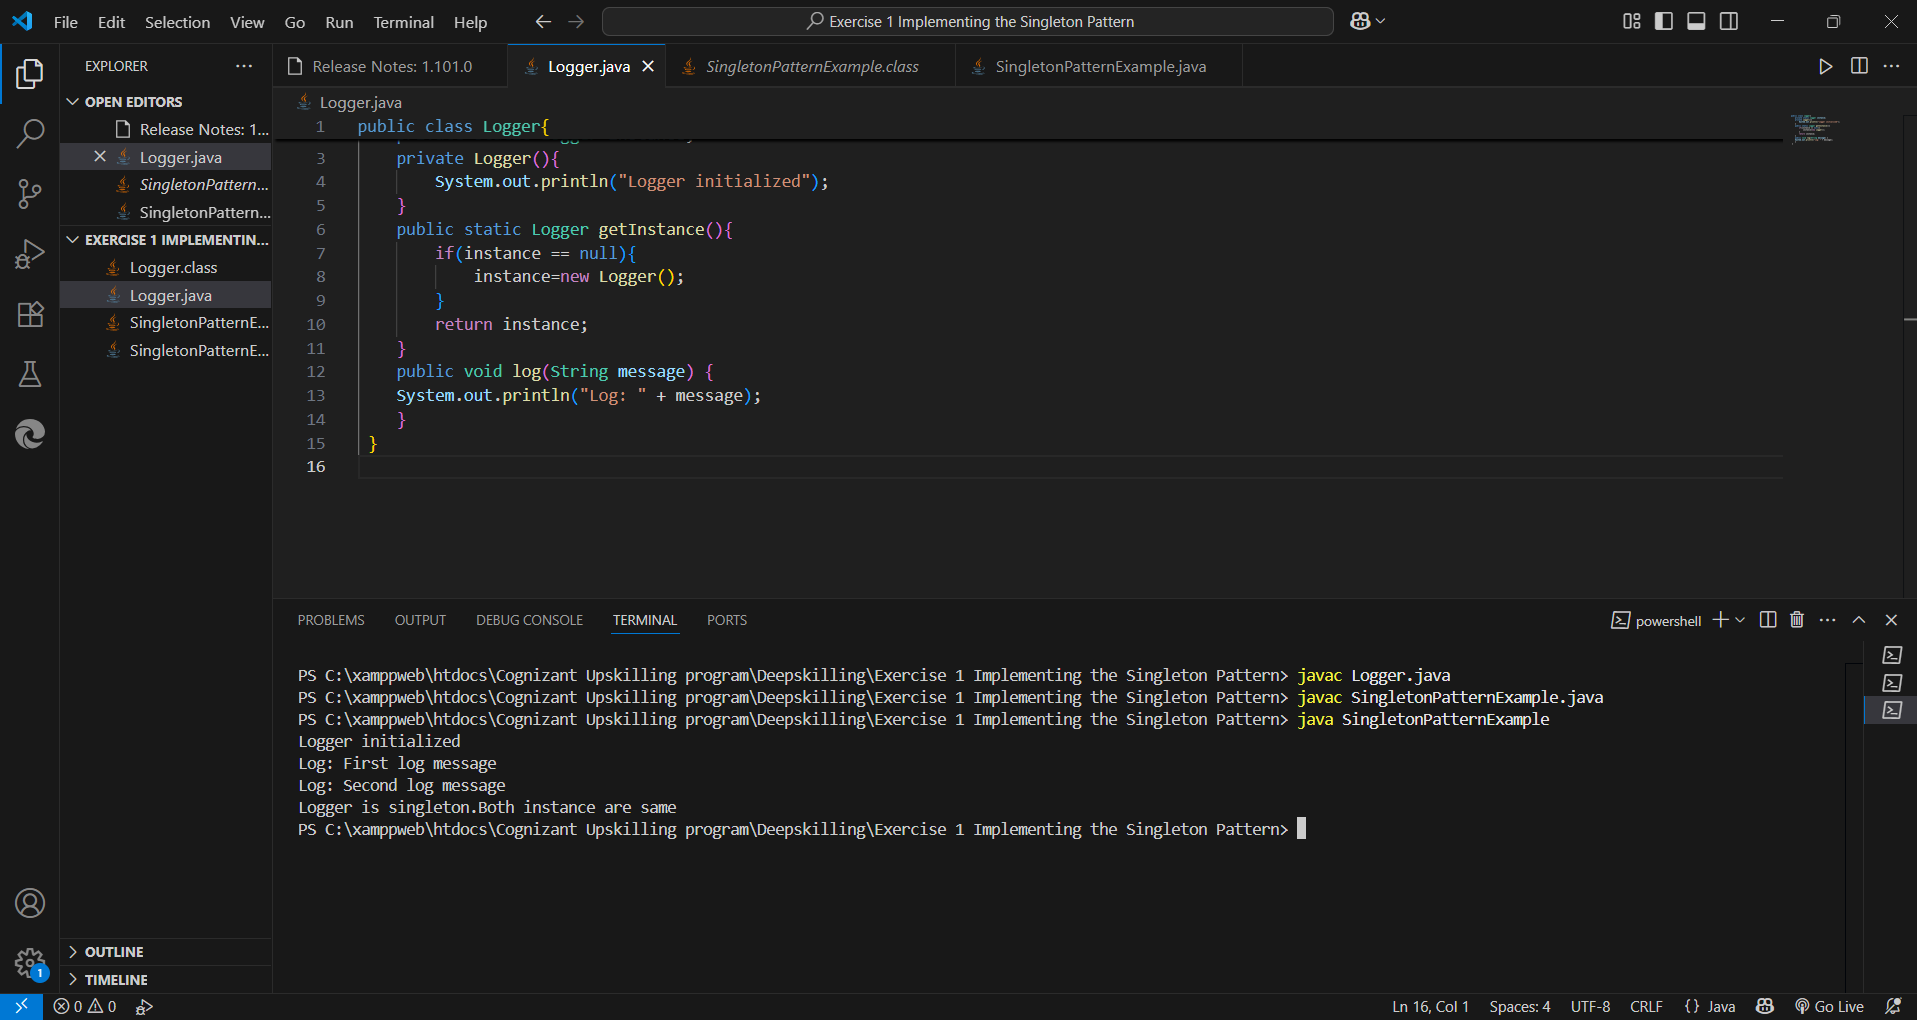 File Edit Selection View Go Run Terminal Help
Exercise 1 Implementing the Singleton Pattern
EXPLORER
OPEN EDITORS
Release Notes: 1...
Logger.java
SingletonPattern...
SingletonPattern...
EXERCISE 1 IMPLEMENTIN...
Logger.class
Logger.java
SingletonPatternE...
SingletonPatternE...
OUTLINE
TIMELINE
Release Notes: 1.101.0
Logger.java
SingletonPatternExample.class
SingletonPatternExample.java
Logger.java
1 public class Logger{
3 private Logger(){
4 System.out.println("Logger initialized");
5 }
6 public static Logger getInstance(){
7 if(instance == null){
8 instance=new Logger();
9 }
10 return instance;
11 }
12 public void log(String message) {
13 System.out.println("Log: " + message);
14 }
15 }
16
PROBLEMS OUTPUT DEBUG CONSOLE TERMINAL PORTS
powershell
PS C:\xamppweb\htdocs\Cognizant Upskilling program\Deepskilling\Exercise 1 Implementing the Singleton Pattern> javac Logger.java
PS C:\xamppweb\htdocs\Cognizant Upskilling program\Deepskilling\Exercise 1 Implementing the Singleton Pattern> javac SingletonPatternExample.java
PS C:\xamppweb\htdocs\Cognizant Upskilling program\Deepskilling\Exercise 1 Implementing the Singleton Pattern> java SingletonPatternExample
Logger initialized
Log: First log message
Log: Second log message
Logger is singleton.Both instance are same
PS C:\xamppweb\htdocs\Cognizant Upskilling program\Deepskilling\Exercise 1 Implementing the Singleton Pattern>
1
0 0
Ln 16, Col 1 Spaces: 4 UTF-8 CRLF {} Java Go Live